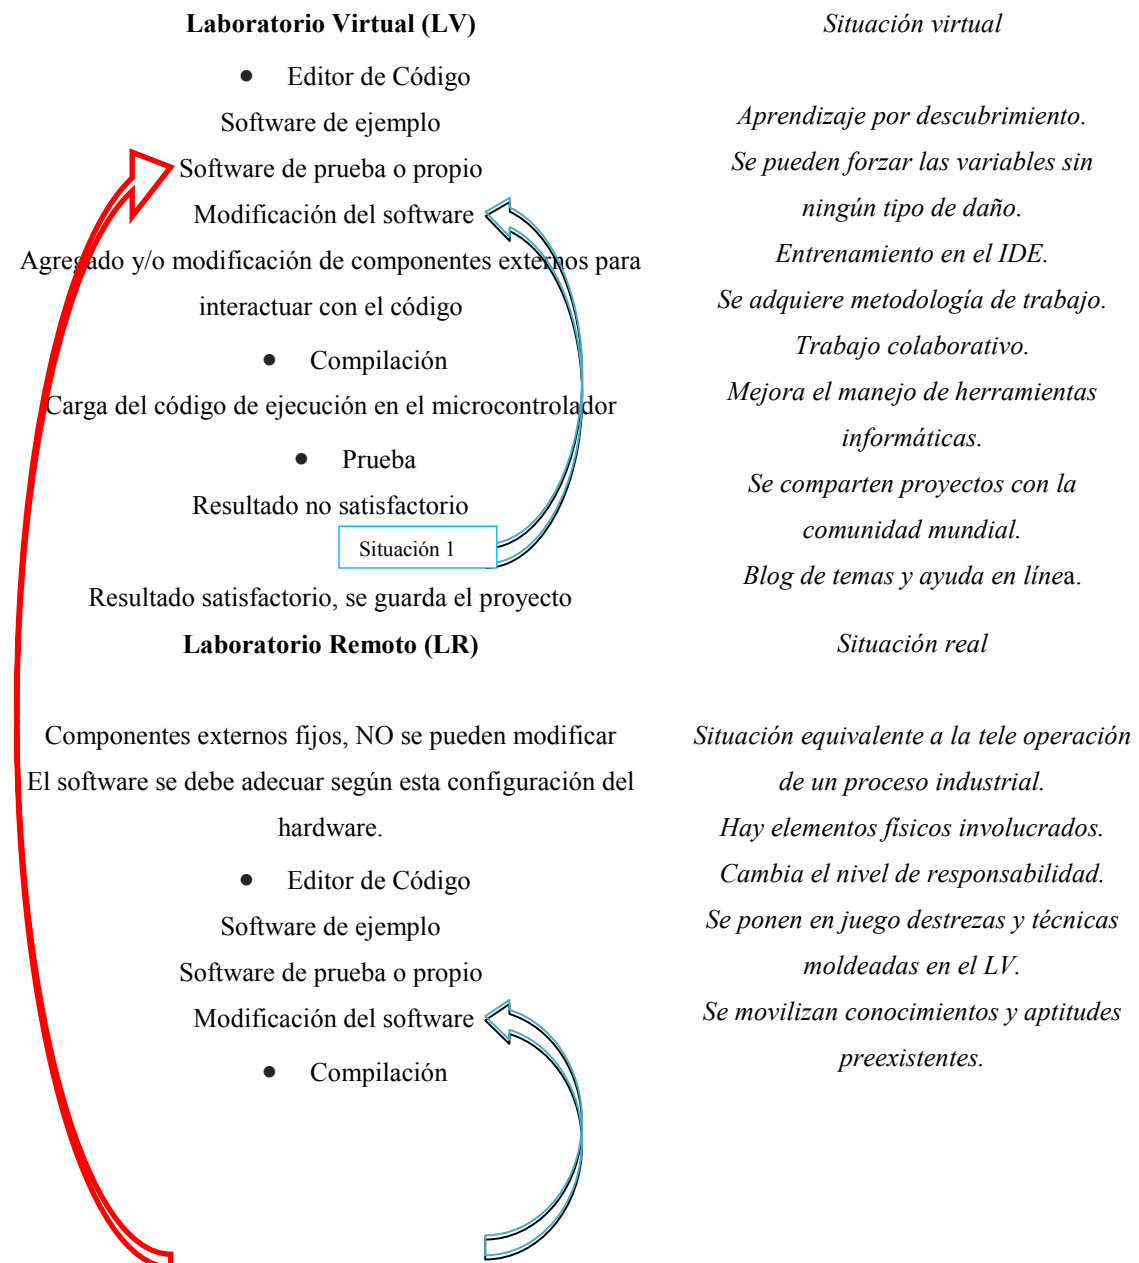 Laboratorio Virtual (LV)
• Editor de Código
Software de ejemplo
Software de prueba o propio
Modificación del software
Agregado y/o modificación de componentes externos para
interactuar con el código
• Compilación
Carga del código de ejecución en el microcontrolador
• Prueba
Resultado no satisfactorio
Situación 1
Resultado satisfactorio, se guarda el proyecto
Situación virtual
Aprendizaje por descubrimiento.
Se pueden forzar las variables sin
ningún tipo de daño.
Entrenamiento en el IDE.
Se adquiere metodología de trabajo.
Trabajo colaborativo.
Mejora el manejo de herramientas
informáticas.
Se comparten proyectos con la
comunidad mundial.
Blog de temas y ayuda en línea.
Laboratorio Remoto (LR)
Componentes externos fijos, NO se pueden modificar
El software se debe adecuar según esta configuración del
hardware.
• Editor de Código
Software de ejemplo
Software de prueba o propio
Modificación del software
• Compilación
Situación real
Situación equivalente a la tele operación
de un proceso industrial.
Hay elementos físicos involucrados.
Cambia el nivel de responsabilidad.
Se ponen en juego destrezas y técnicas
moldeadas en el LV.
Se movilizan conocimientos y aptitudes
preexistentes.